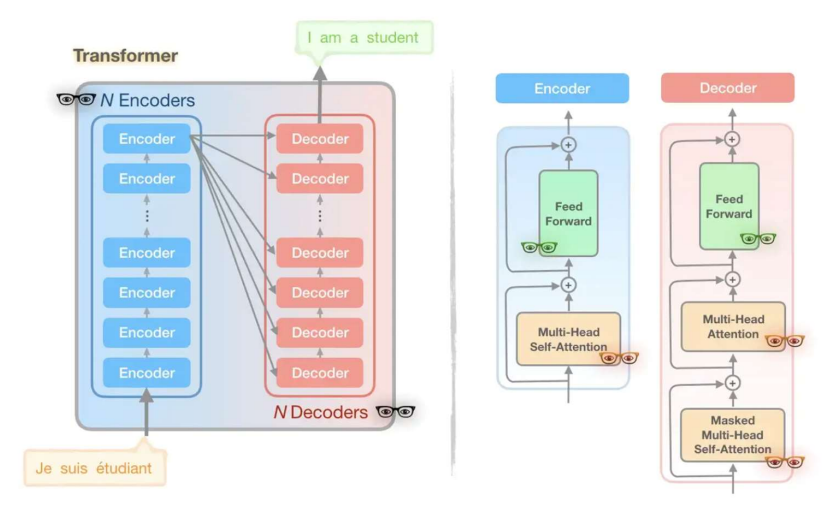 Transformer
I am a student
N Encoders
Encoder
Encoder
...
Encoder
Encoder
Encoder
Encoder
Decoder
Decoder
...
Decoder
Decoder
Decoder
Decoder
N Decoders
Je suis étudiant
Encoder
Feed
Forward
Multi-Head
Self-Attention
Decoder
Feed
Forward
Multi-Head
Attention
Masked
Multi-Head
Self-Attention